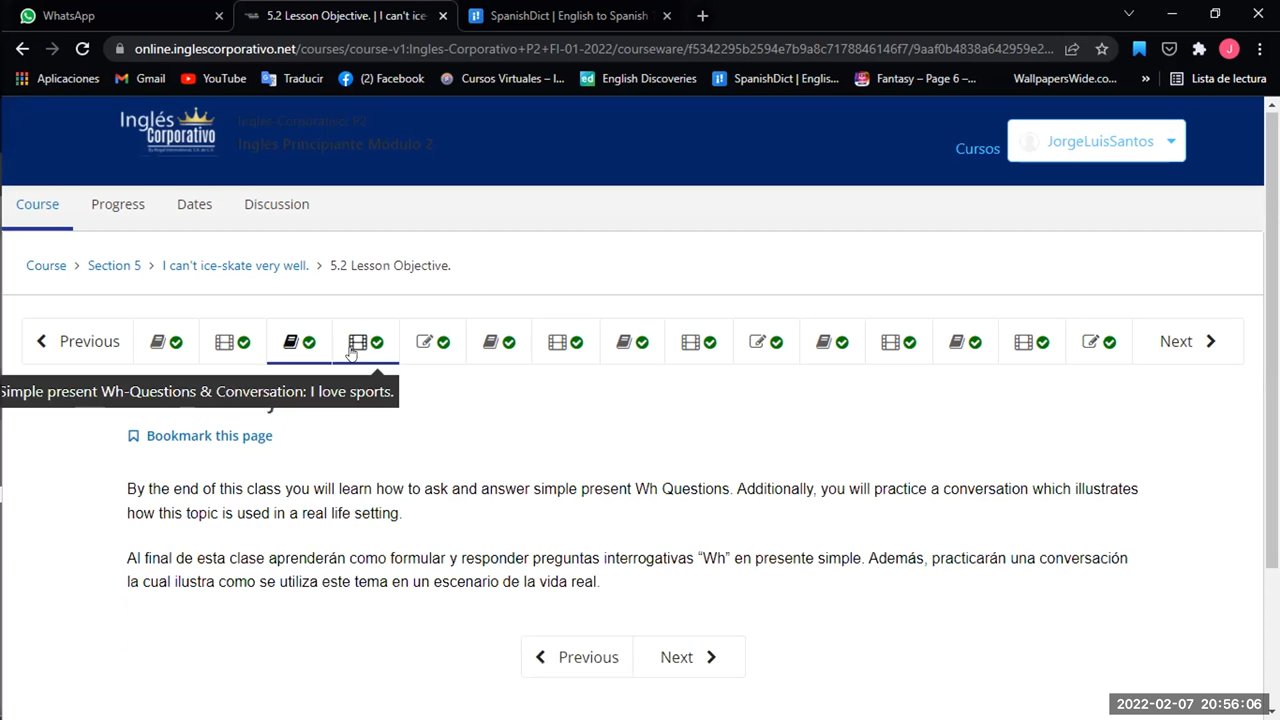 WhatsApp
5.2 Lesson Objective. | I can't ice-
SpanishDict | English to Spanish
online.inglescorporativo.net/courses/course-v1:Ingles-Corporativo+P2+FI-01-2022/courseware/f5342295b2594e7b9a8c7178846146f7/9aaf0b4838a642959e2...
J
Aplicaciones
Gmail
YouTube
Traducir
(2) Facebook
Cursos Virtuales – I...
ed English Discoveries
SpanishDict | Englis...
Fantasy – Page 6 –...
WallpapersWide.co...
»
Lista de lectura
Inglés
Corporativo
Inglés Corporativo: P2
Ingles Principiante Módulo 2
Cursos
JorgeLuisSantos
Course
Progress
Dates
Discussion
Course > Section 5 > I can't ice-skate very well. > 5.2 Lesson Objective.
Previous
Next
Simple present Wh-Questions & Conversation: I love sports.
Bookmark this page
By the end of this class you will learn how to ask and answer simple present Wh Questions. Additionally, you will practice a conversation which illustrates
how this topic is used in a real life setting.
Al final de esta clase aprenderán como formular y responder preguntas interrogativas “Wh” en presente simple. Además, practicarán una conversación
la cual ilustra como se utiliza este tema en un escenario de la vida real.
Previous
Next
2022-02-07 20:56:06